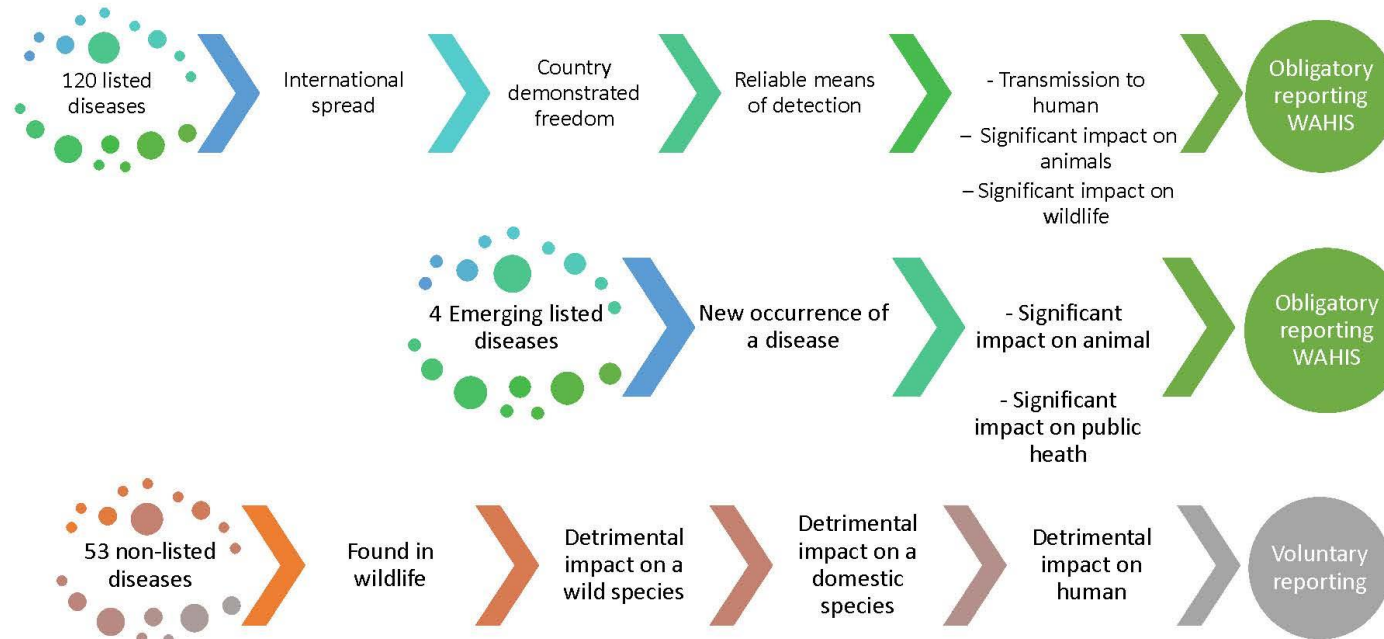 120 listed
diseases
International
spread
Country
demonstrated
freedom
Reliable means
of detection
- Transmission to
human
– Significant impact on
animals
– Significant impact on
wildlife
Obligatory
reporting
WAHIS
4 Emerging listed
diseases
New occurrence of
a disease
- Significant
impact on animal
- Significant
impact on public
heath
Obligatory
reporting
WAHIS
53 non-listed
diseases
Found in
wildlife
Detrimental
impact on a
wild species
Detrimental
impact on a
domestic
species
Detrimental
impact on
human
Voluntary
reporting